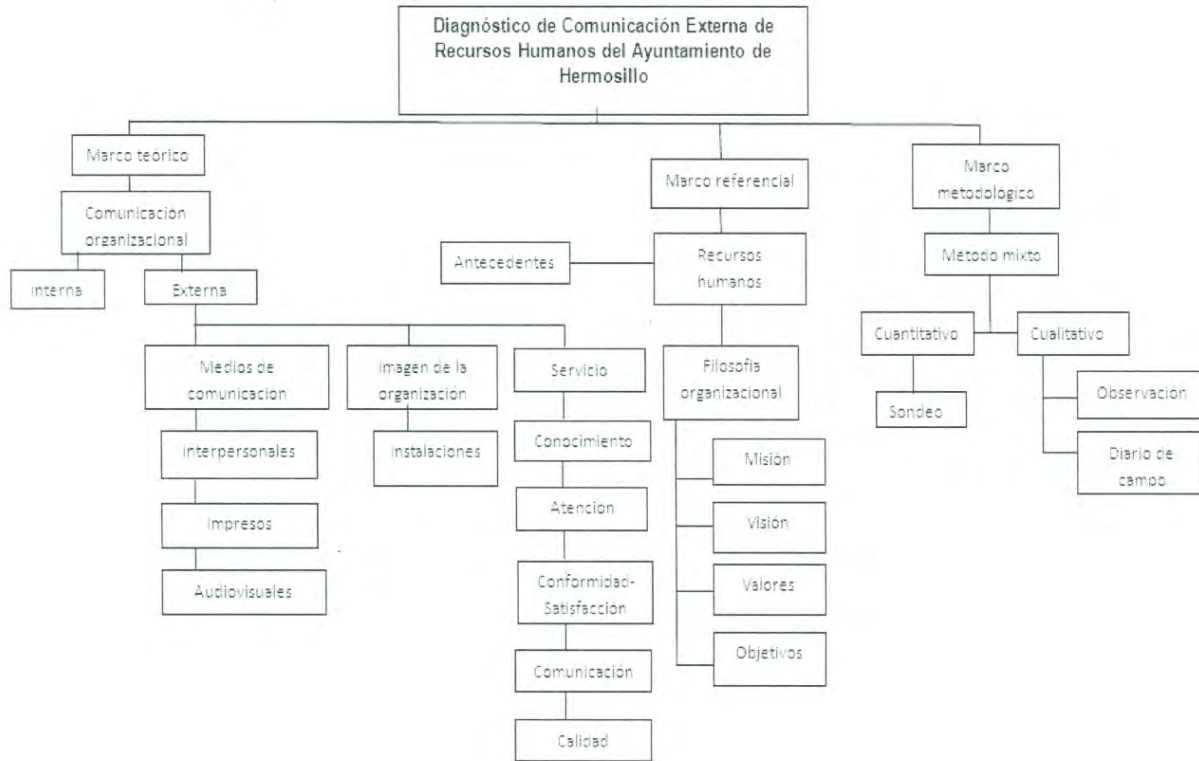 Diagnóstico de Comunicación Externa de
Recursos Humanos del Ayuntamiento de
Hermosillo
Marco teórico
Comunicación
organizacional
Interna
Externa
Medios de
comunicación
Interpersonales
Impresos
Audiovisuales
Imagen de la
organización
Instalaciones
Servicio
Conocimiento
Atención
Conformidad-
Satisfacción
Comunicación
Calidad
Marco referencial
Antecedentes
Recursos
humanos
Filosofía
organizacional
Misión
Visión
Valores
Objetivos
Marco
metodológico
Método mixto
Cuantitativo
Sondeo
Cualitativo
Observación
Diario de
campo